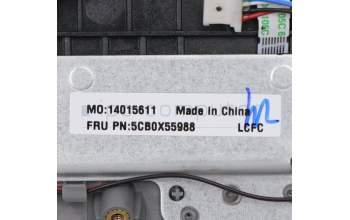 MO:14015611 Made in China
FRU PN:5CB0X55988 LCFC